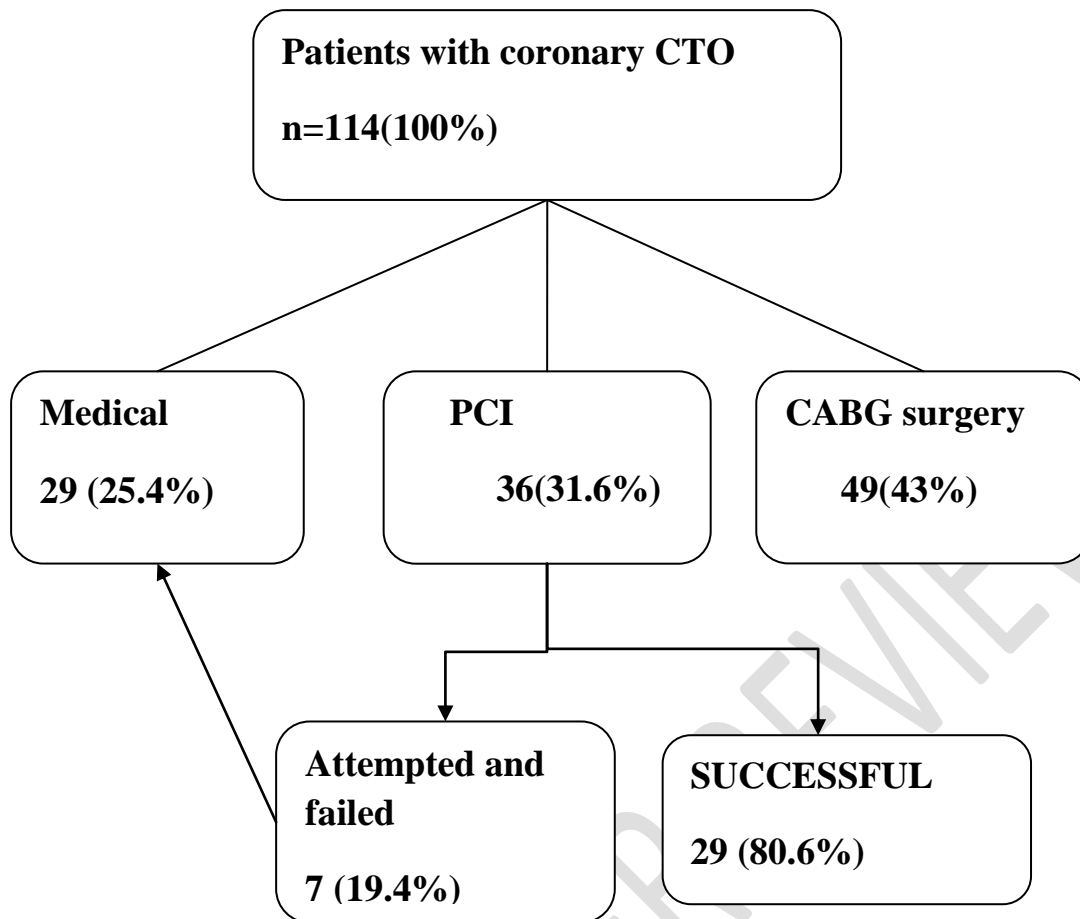 Patients with coronary CTO
n=114(100%)
Medical
29 (25.4%)
PCI
36(31.6%)
CABG surgery
49(43%)
Attempted and
failed
7 (19.4%)
SUCCESSFUL
29 (80.6%)